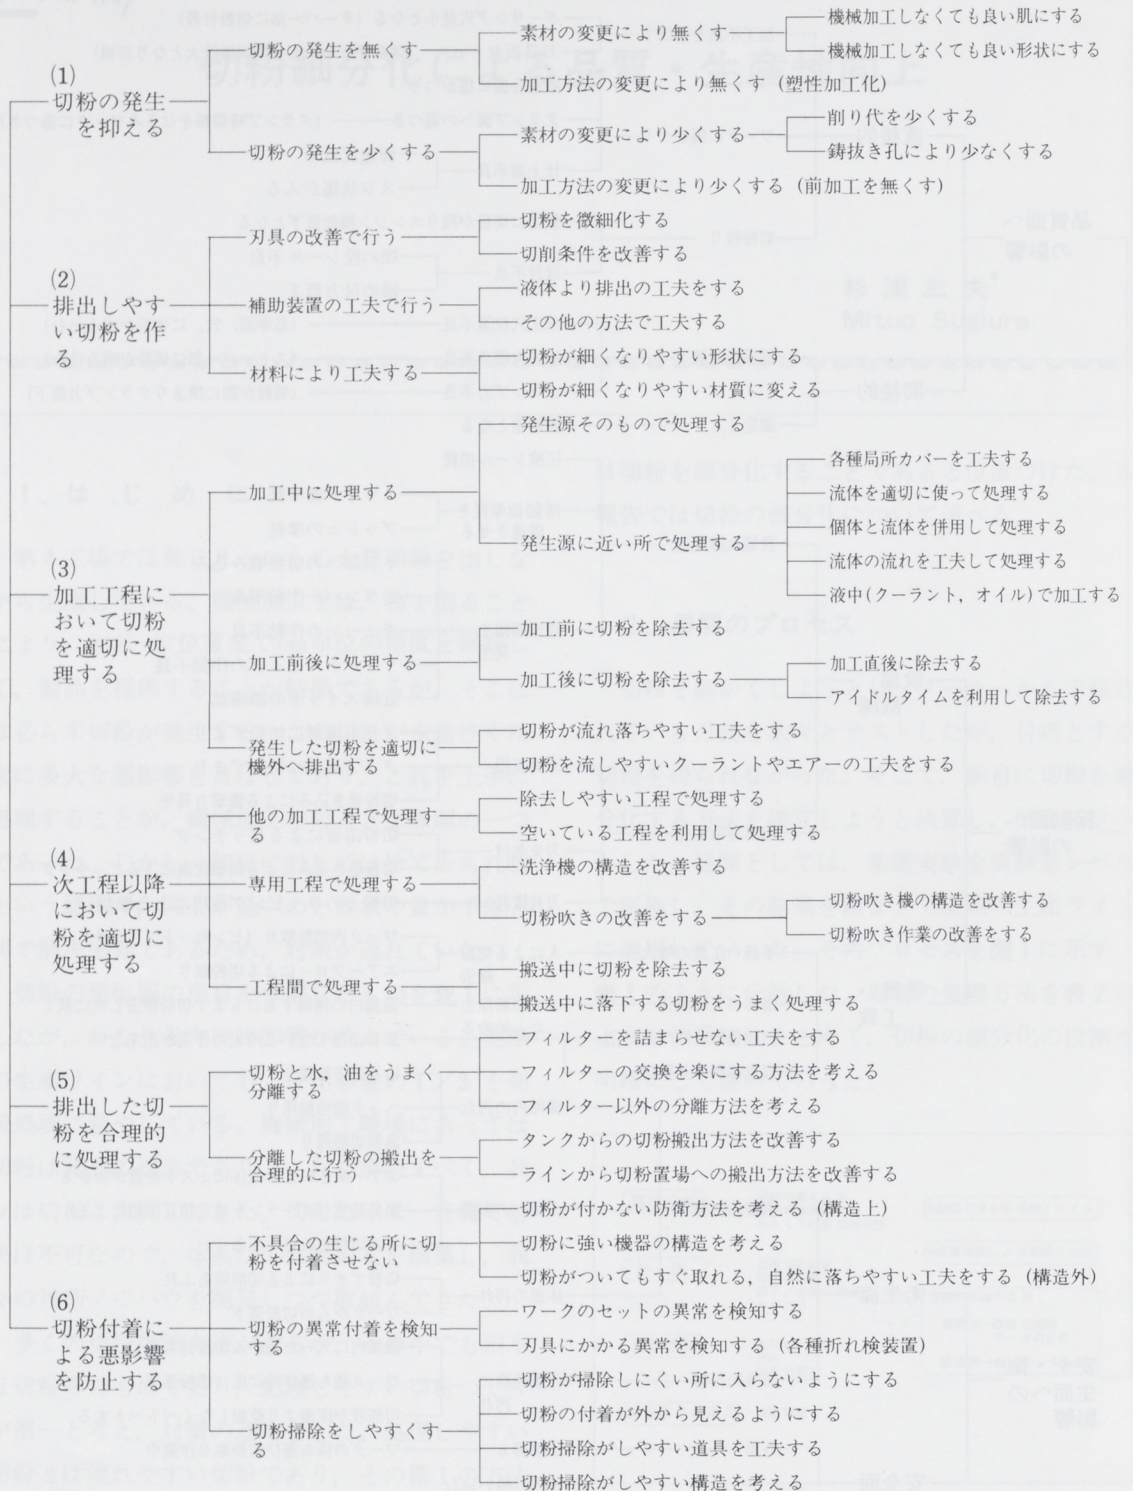 (1)
切粉の発生
を抑える
切粉の発生を無くす
素材の変更により無くす
機械加工しなくても良い肌にする
機械加工しなくても良い形状にする
加工方法の変更により無くす (塑性加工化)
切粉の発生を少くする
素材の変更により少くする
削り代を少くする
鋳抜き孔により少なくする
加工方法の変更により少くする (前加工を無くす)
(2)
排出しやす
い切粉を作
る
刃具の改善で行う
切粉を微細化する
切削条件を改善する
補助装置の工夫で行う
液体より排出の工夫をする
その他の方法で工夫する
材料により工夫する
切粉が細くなりやすい形状にする
切粉が細くなりやすい材質に変える
(3)
加工工程に
おいて切粉
を適切に処
理する
加工中に処理する
発生源そのもので処理する
発生源に近い所で処理する
各種局所カバーを工夫する
流体を適切に使って処理する
個体と流体を併用して処理する
流体の流れを工夫して処理する
液中(クーラント, オイル)で加工する
加工前後に処理する
加工前に切粉を除去する
加工後に切粉を除去する
加工直後に除去する
アイドルタイムを利用して除去する
発生した切粉を適切に
機外へ排出する
切粉が流れ落ちやすい工夫をする
切粉を流しやすいクーラントやエアーの工夫をする
(4)
次工程以降
において切
粉を適切に
処理する
他の加工工程で処理す
る
除去しやすい工程で処理する
空いている工程を利用して処理する
専用工程で処理する
洗浄機の構造を改善する
切粉吹きの改善をする
切粉吹き機の構造を改善する
切粉吹き作業の改善をする
工程間で処理する
搬送中に切粉を除去する
搬送中に落下する切粉をうまく処理する
(5)
排出した切
粉を合理的
に処理する
切粉と水, 油をうまく
分離する
フィルターを詰まらせない工夫をする
フィルターの交換を楽にする方法を考える
フィルター以外の分離方法を考える
分離した切粉の搬出を
合理的に行う
タンクからの切粉搬出方法を改善する
ラインから切粉置場への搬出方法を改善する
(6)
切粉付着に
よる悪影響
を防止する
不具合の生じる所に切
粉を付着させない
切粉が付かない防衛方法を考える (構造上)
切粉に強い機器の構造を考える
切粉がついてもすぐ取れる, 自然に落ちやすい工夫をする (構造外)
切粉の異常付着を検知
する
ワークのセットの異常を検知する
刃具にかかる異常を検知する (各種折れ検装置)
切粉掃除をしやすくす
る
切粉が掃除しにくい所に入らないようにする
切粉の付着が外から見えるようにする
切粉掃除がしやすい道具を工夫する
切粉掃除がしやすい構造を考える